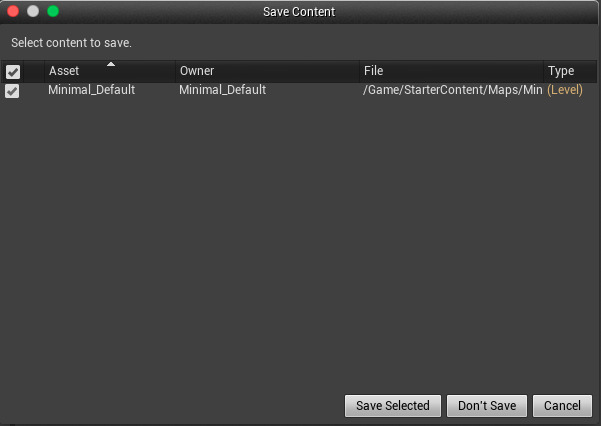 Save Content
Select content to save.
Asset Owner File Type
Minimal_Default Minimal_Default /Game/StarterContent/Maps/Min (Level)
Save Selected Don't Save Cancel